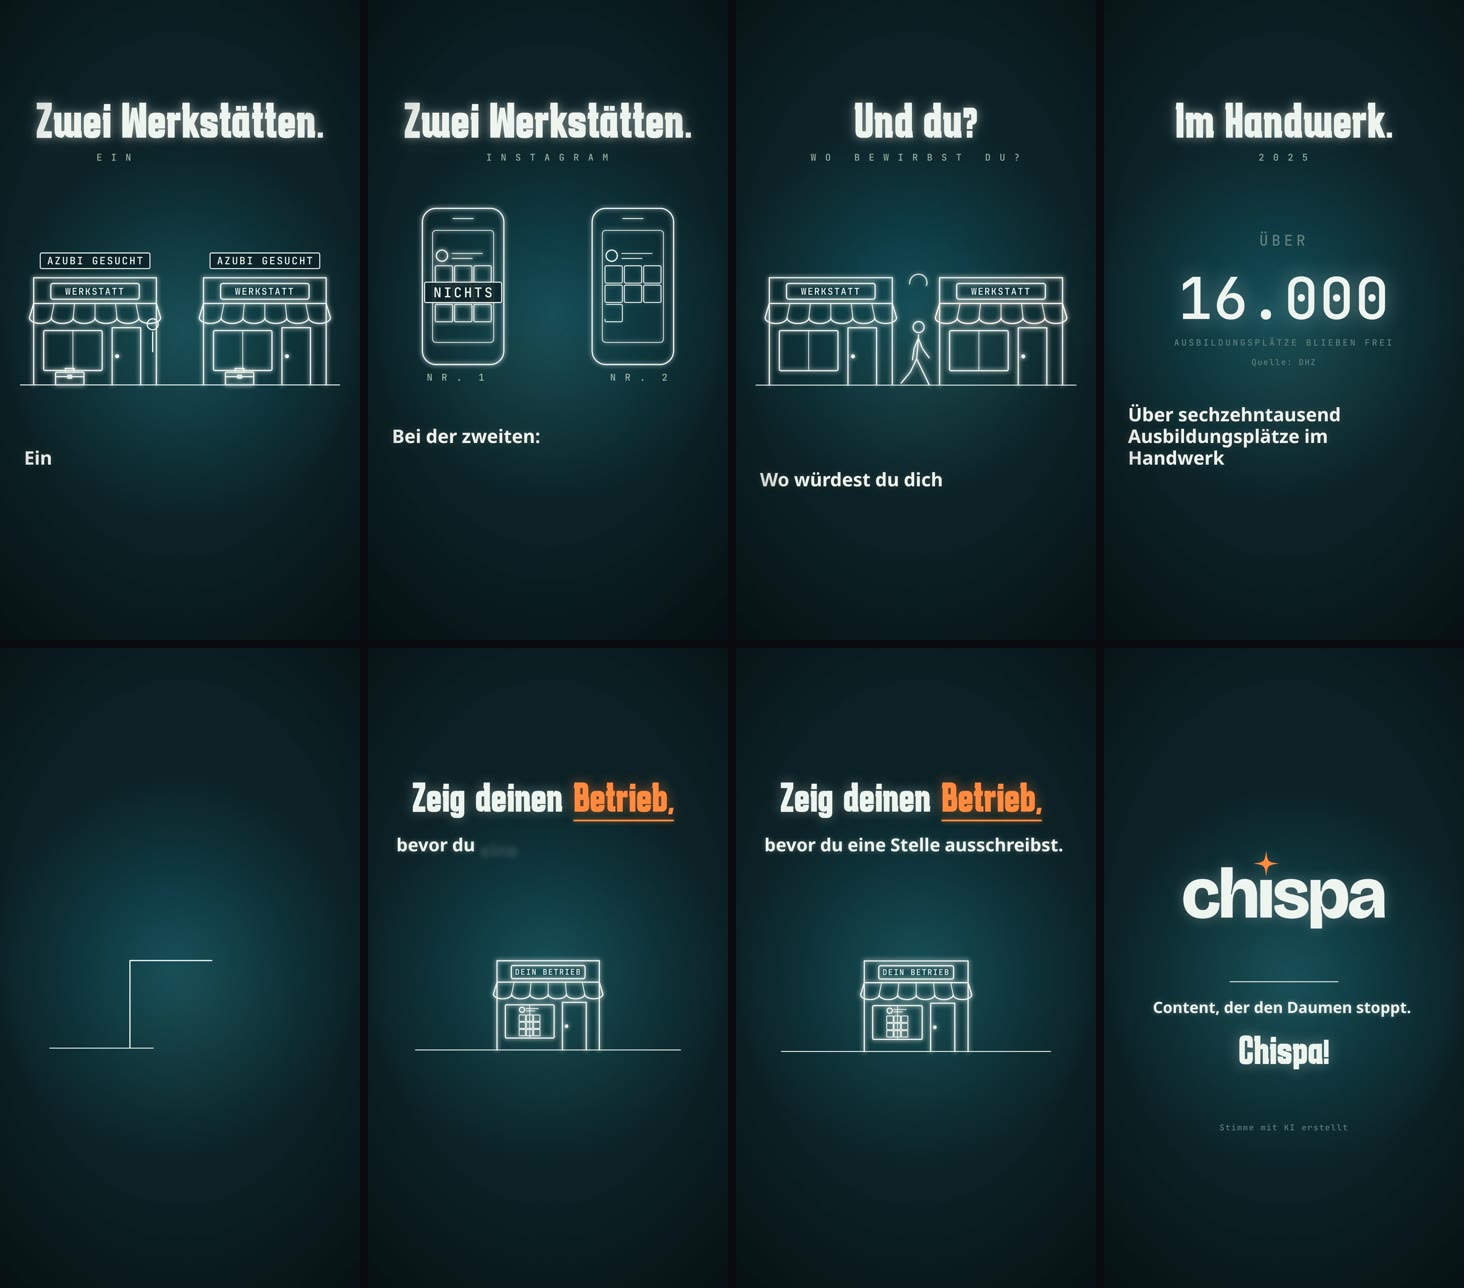 Zwei Werkstätten.
EIN
AZUBI GESUCHT
AZUBI GESUCHT
WERKSTATT
WERKSTATT
Ein
Zwei Werkstätten.
INSTAGRAM
NICHTS
NR. 1
NR. 2
Bei der zweiten:
Und du?
WO BEWIRBST DU?
WERKSTATT
WERKSTATT
Wo würdest du dich
Im Handwerk.
2025
ÜBER
16.000
AUSBILDUNGSPLÄTZE BLIEBEN FREI
Quelle: DHZ
Über sechzehntausend
Ausbildungsplätze im
Handwerk
Zeig deinen Betrieb,
bevor du eine
DEIN BETRIEB
Zeig deinen Betrieb,
bevor du eine Stelle ausschreibst.
DEIN BETRIEB
chispa
Content, der den Daumen stoppt.
Chispa!
Stimme mit KI erstellt